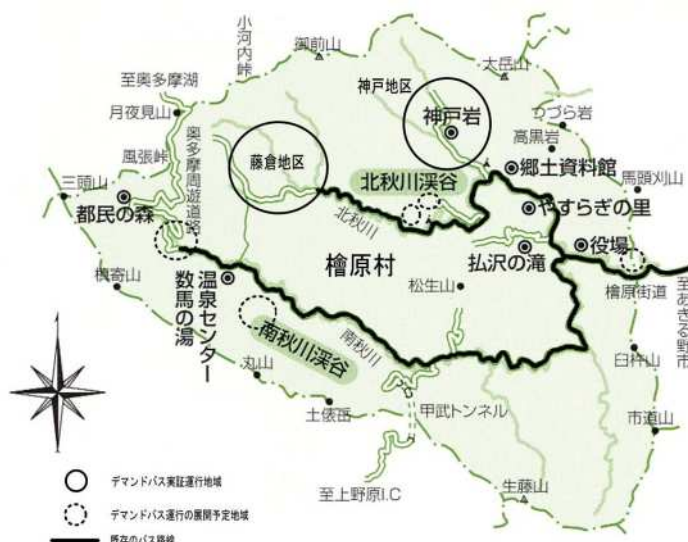 小河内峠
御前山
大岳山
至奥多摩湖
神戸地区
月夜見山
神戸岩
つづら岩
奥多摩周遊道路
高黒岩
風張峠
藤倉地区
郷土資料館
三頭山
北秋川渓谷
馬頭刈山
都民の森
北秋川
やすらぎの里
役場
檜原村
払沢の滝
槇寄山
松生山
檜原街道
温泉センター
数馬の湯
至あきる野市
南秋川渓谷
南秋川
丸山
臼杵山
土俵岳
甲武トンネル
市道山
至上野原I.C
生藤山
デマンドバス実証運行地域
デマンドバス運行の展開予定地域
既存のバス路線